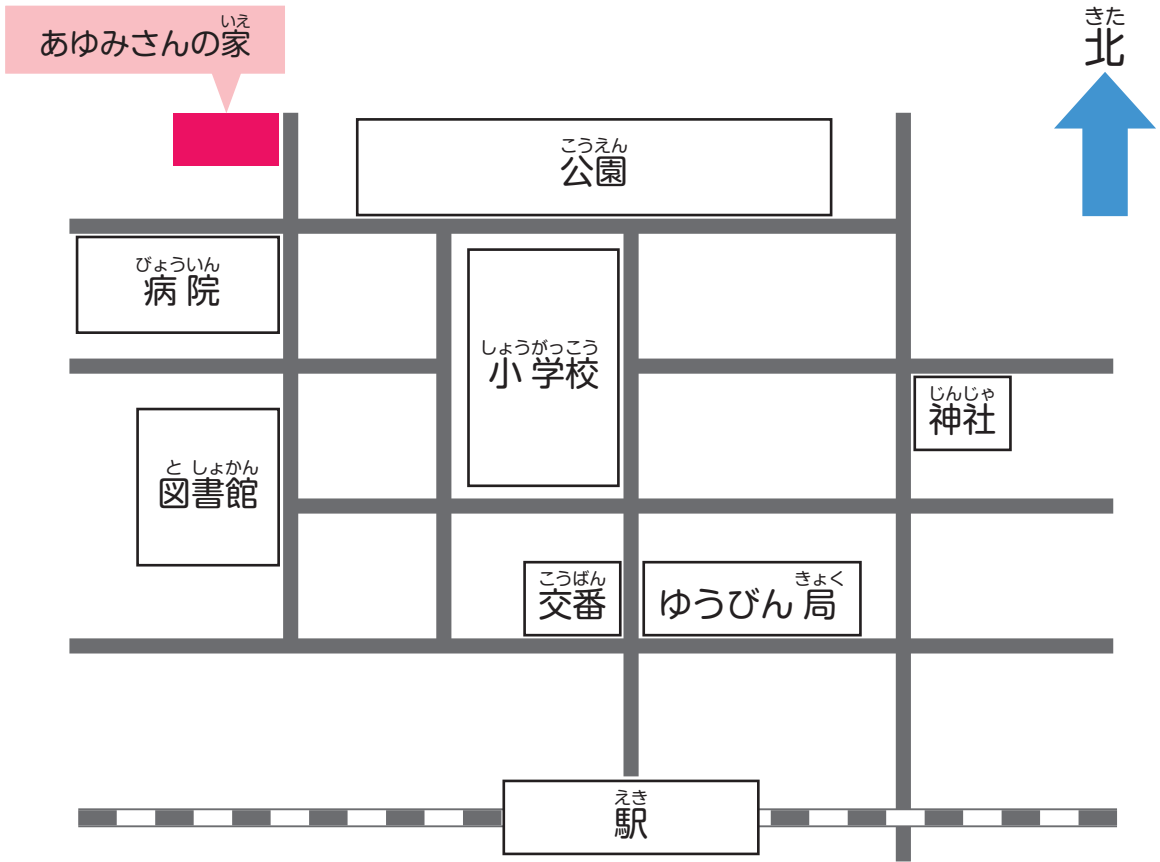 いえ
あゆみさんの家
きた
北
こうえん
公園
びょういん
病院
しょうがっこう
小学校
じんじゃ
神社
としょかん
図書館
こうばん
交番
きょく
ゆうびん局
えき
駅